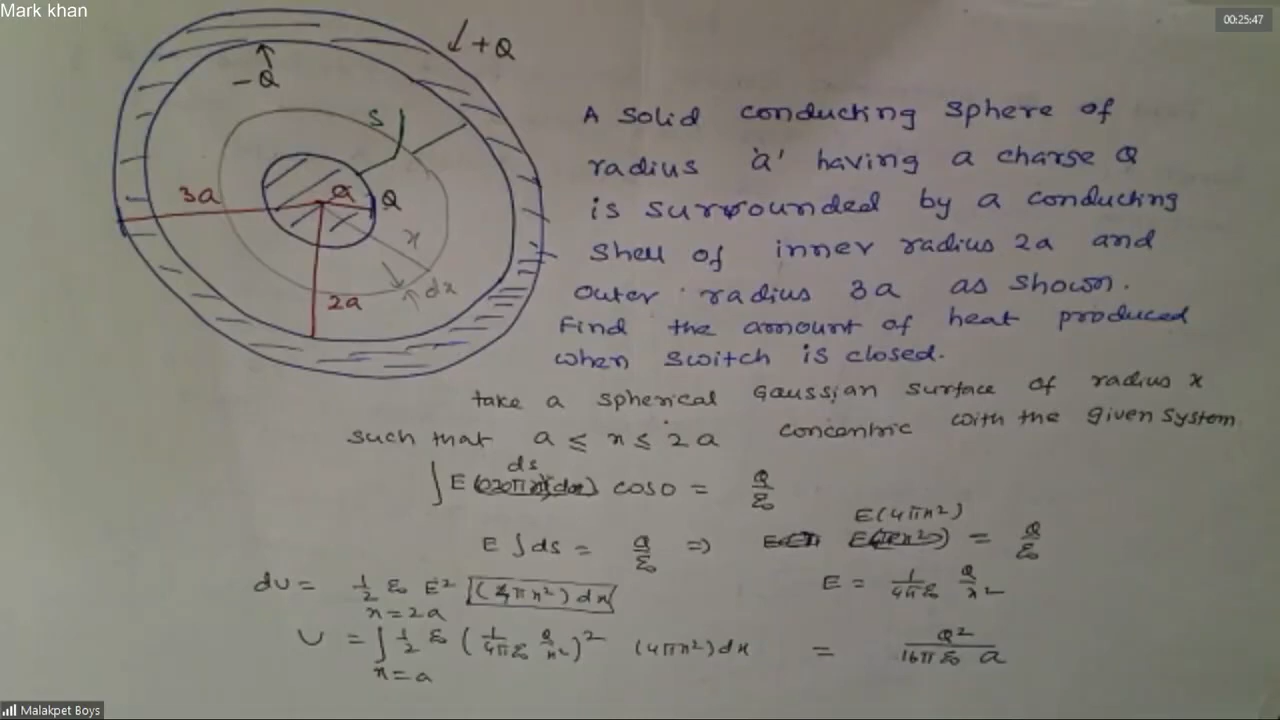 Mark khan
00:25:47
+Q
-Q
S
3a
a
Q
x
dx
2a
A solid conducting sphere of
radius 'a' having a charse Q
is surrounded by a conducting
shell of inner radius 2a and
outer radius 3a as shown.
Find the amount of heat produced
when switch is closed.
take a spherical Gaussian surface of radius x
such that a ≤ x ≤ 2a concentric with the given system
∫ E ds cos0 = Q/ε₀
E ∫ds = Q/ε₀ ⇒ E(4πx²) = Q/ε₀
dU = 1/2 ε₀ E² (4πx²) dx E = 1/4πε₀ Q/x²
x=2a
U = ∫ 1/2 ε₀ (1/4πε₀ Q/x²)² (4πx²)dx = Q²/16πε₀ a
x=a
Malakpet Boys